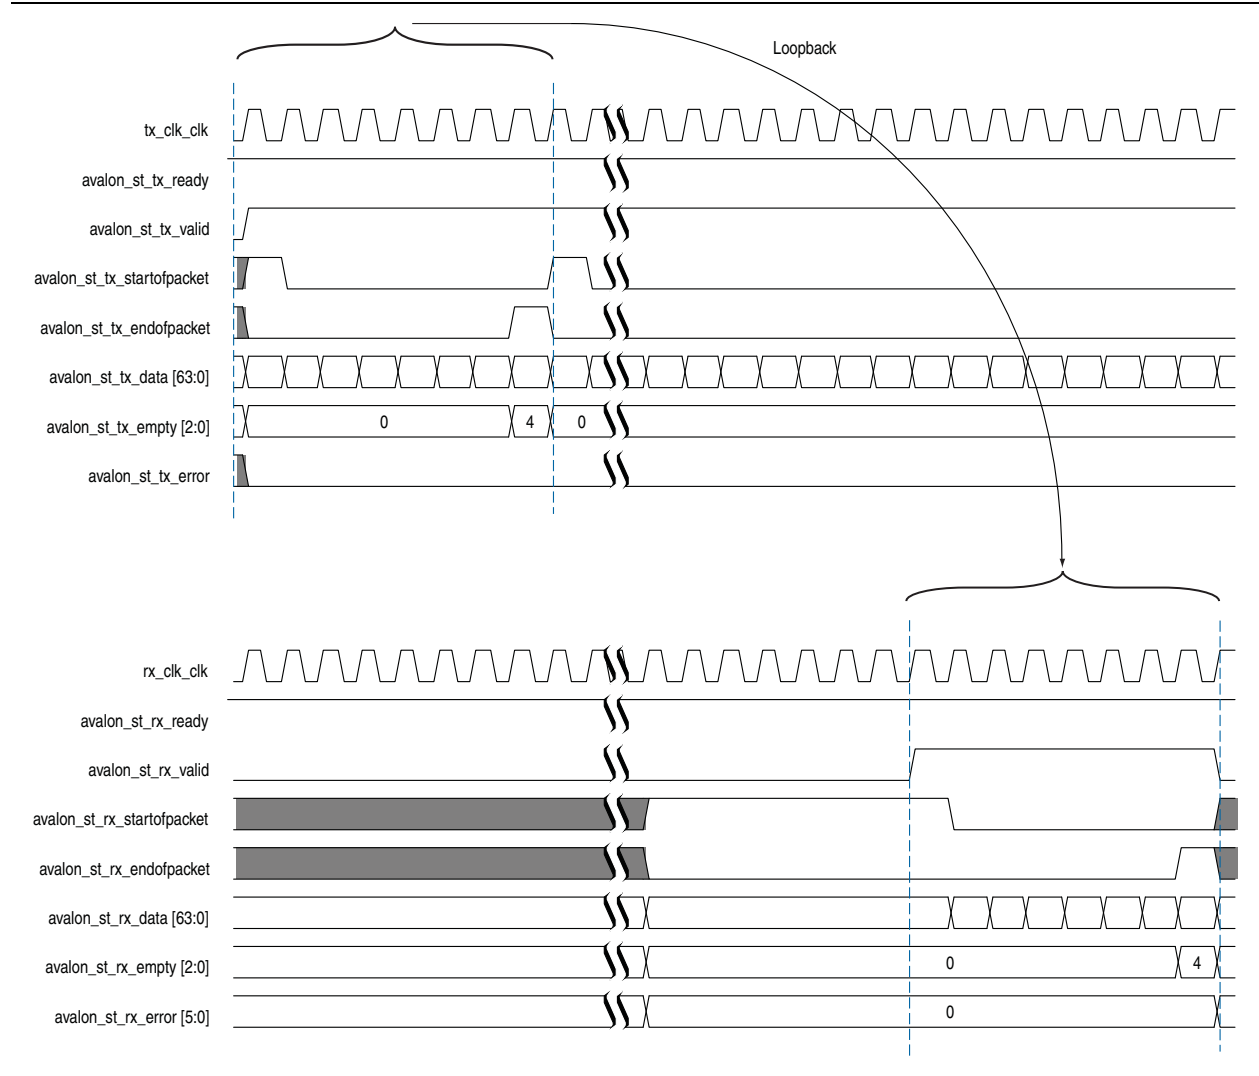 Loopback
tx_clk_clk
avalon_st_tx_ready
avalon_st_tx_valid
avalon_st_tx_startofpacket
avalon_st_tx_endofpacket
avalon_st_tx_data [63:0]
avalon_st_tx_empty [2:0] 0 4 0
avalon_st_tx_error
rx_clk_clk
avalon_st_rx_ready
avalon_st_rx_valid
avalon_st_rx_startofpacket
avalon_st_rx_endofpacket
avalon_st_rx_data [63:0]
avalon_st_rx_empty [2:0] 0 4
avalon_st_rx_error [5:0] 0